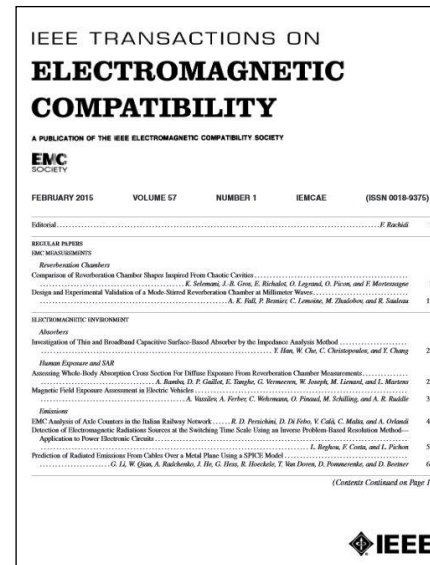 IEEE TRANSACTIONS ON
ELECTROMAGNETIC
COMPATIBILITY
A PUBLICATION OF THE IEEE ELECTROMAGNETIC COMPATIBILITY SOCIETY
EMC
SOCIETY
FEBRUARY 2015 VOLUME 57 NUMBER 1 IEMCAE (ISSN 0018-9375)
Editorial F. Rachidi
REGULAR PAPERS
EMC MEASUREMENTS
Reverberation Chambers
Comparison of Reverberation Chamber Shapes Inspired From Chaotic Cavities
K. Selemani, J.-B. Gros, E. Richalot, O. Legrand, O. Picon, and F. Mortessagne
Design and Experimental Validation of a Mode-Stirred Reverberation Chamber at Millimeter Waves
A. K. Fall, P. Besnier, C. Lemoine, M. Zhadobov, and R. Sauleau 1
ELECTROMAGNETIC ENVIRONMENT
Absorbers
Investigation of Thin and Broadband Capacitive Surface-Based Absorber by the Impedance Analysis Method
Y. Han, W. Che, C. Christopoulos, and Y. Chang 2
Human Exposure and SAR
Assessing Whole-Body Absorption Cross Section For Diffuse Exposure From Reverberation Chamber Measurements
A. Bamba, D. P. Gaillot, E. Tanghe, G. Vermeeren, W. Joseph, M. Lienard, and L. Martens 2
Magnetic Field Exposure Assessment in Electric Vehicles
A. Vassilev, A. Ferber, C. Wehrmann, O. Pinaud, M. Schilling, and A. R. Ruddle 3
Emissions
EMC Analysis of Axle Counters in the Italian Railway Network R. D. Persichini, D. Di Febo, V. Calà, C. Malta, and A. Orlandi 4
Detection of Electromagnetic Radiations Sources at the Switching Time Scale Using an Inverse Problem-Based Resolution Method—
Application to Power Electronic Circuits L. Beghou, F. Costa, and L. Pichon 5
Prediction of Radiated Emissions From Cables Over a Metal Plane Using a SPICE Model
G. Li, W. Qian, A. Radchenko, J. He, G. Hess, R. Hoeckele, T. Van Doren, D. Pommerenke, and D. Beetner 6
(Contents Continued on Page 1
IEEE